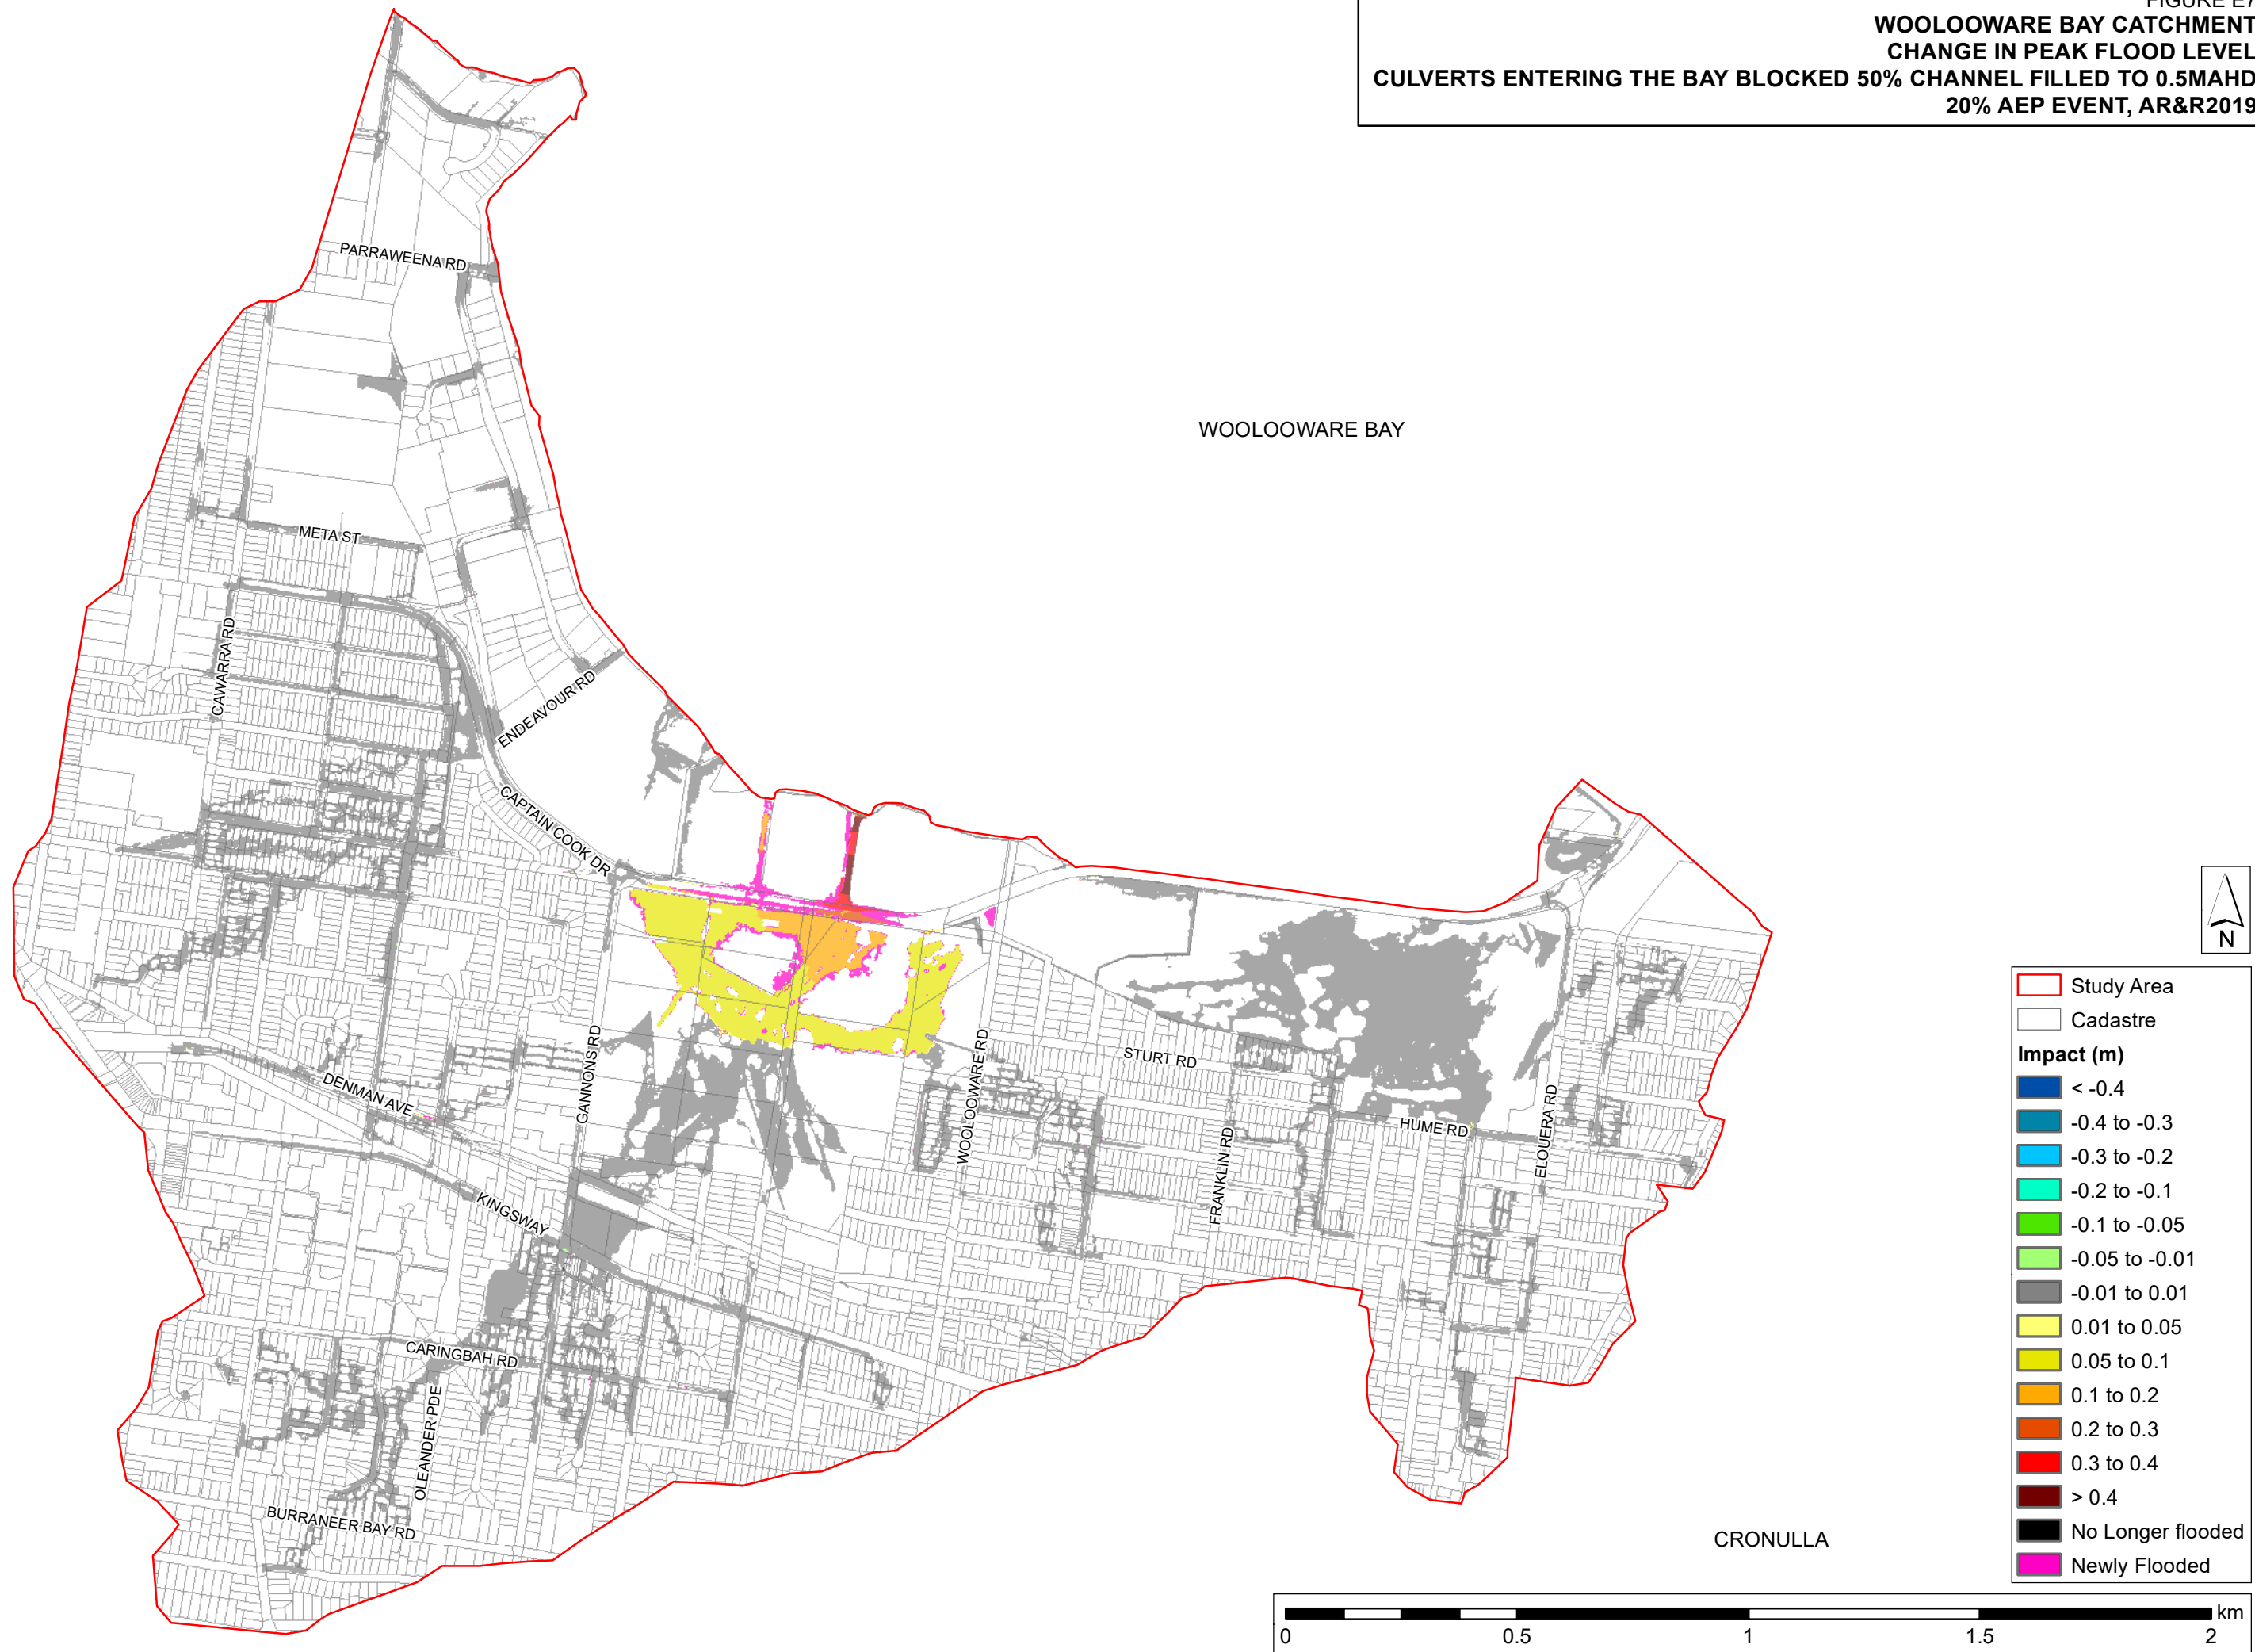 FIGURE E7
WOOLOOWARE BAY CATCHMENT
CHANGE IN PEAK FLOOD LEVEL
CULVERTS ENTERING THE BAY BLOCKED 50% CHANNEL FILLED TO 0.5MAHD
20% AEP EVENT, AR&R2019
PARRAWEENA RD
WOOLOOWARE BAY
META ST
CAWARRA RD
ENDEAVOUR RD
CAPTAIN COOK DR
GANNONS RD
DENMAN AVE
KINGSWAY
WOOLOOWARE RD
STURT RD
FRANKLIN RD
HUME RD
ELOUERA RD
CARINGBAH RD
OLEANDER PDE
BURRANEER BAY RD
CRONULLA
N
Study Area
Cadastre
Impact (m)
< -0.4
-0.4 to -0.3
-0.3 to -0.2
-0.2 to -0.1
-0.1 to -0.05
-0.05 to -0.01
-0.01 to 0.01
0.01 to 0.05
0.05 to 0.1
0.1 to 0.2
0.2 to 0.3
0.3 to 0.4
> 0.4
No Longer flooded
Newly Flooded
km
0 0.5 1 1.5 2